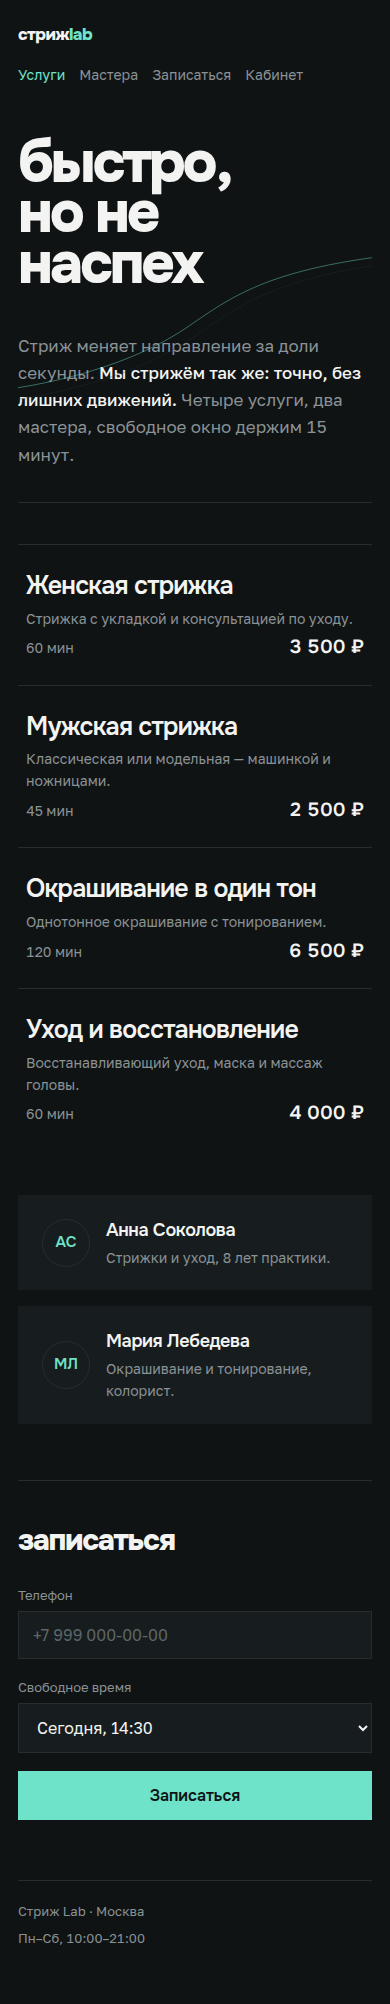 стрижlab
Услуги Мастера Записаться Кабинет
быстро,
но не
наспех
Стриж меняет направление за доли
секунды. Мы стрижём так же: точно, без
лишних движений. Четыре услуги, два
мастера, свободное окно держим 15
минут.
Женская стрижка
Стрижка с укладкой и консультацией по уходу.
60 мин 3 500 ₽
Мужская стрижка
Классическая или модельная — машинкой и
ножницами.
45 мин 2 500 ₽
Окрашивание в один тон
Однотонное окрашивание с тонированием.
120 мин 6 500 ₽
Уход и восстановление
Восстанавливающий уход, маска и массаж
головы.
60 мин 4 000 ₽
АС Анна Соколова
Стрижки и уход, 8 лет практики.
МЛ Мария Лебедева
Окрашивание и тонирование,
колорист.
записаться
Телефон
+7 999 000-00-00
Свободное время
Сегодня, 14:30
Записаться
Стриж Lab · Москва
Пн–Сб, 10:00–21:00